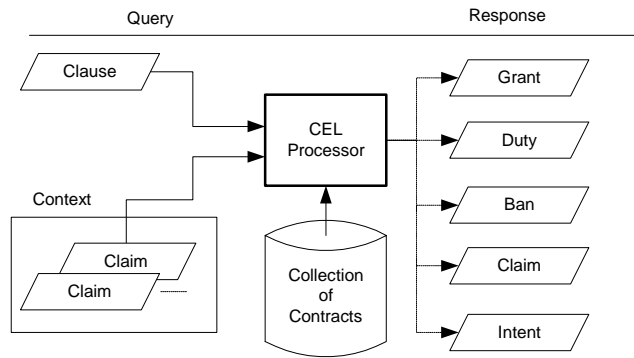 Query
Response
Clause
Grant
CEL
Processor
Duty
Context
Ban
Claim
Claim
Collection
of
Contracts
Claim
Intent